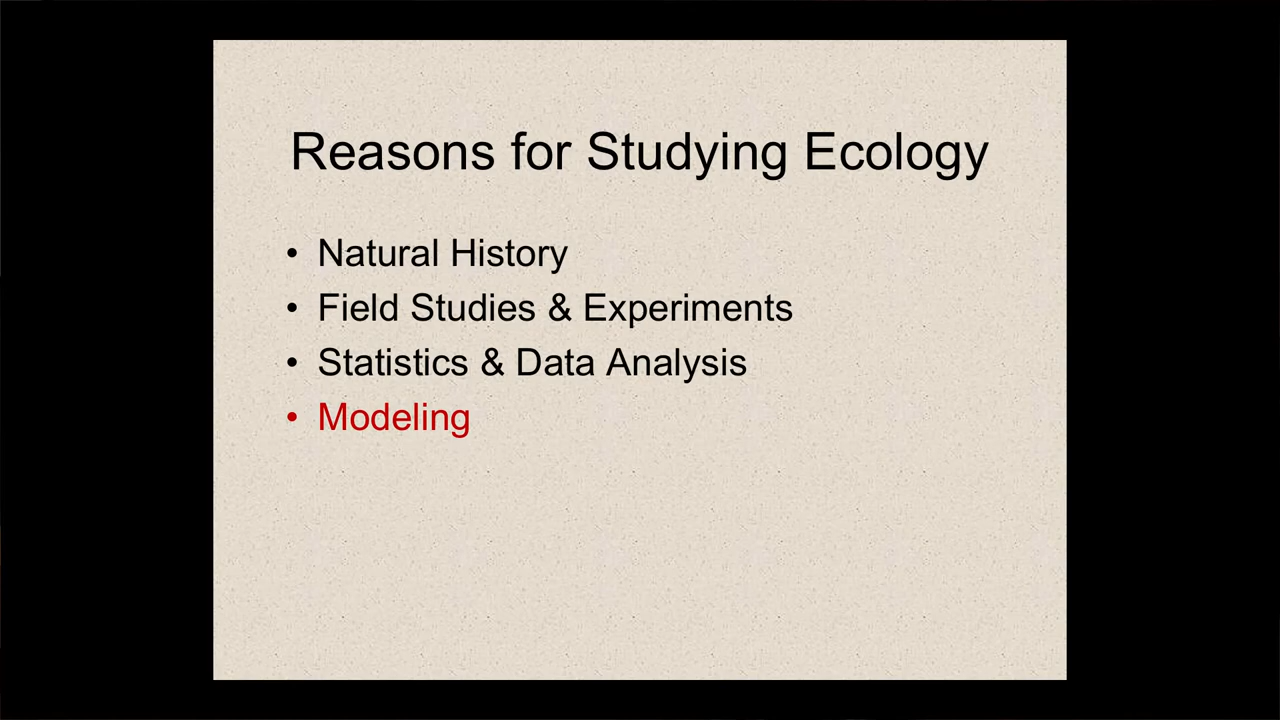 Reasons for Studying Ecology
• Natural History
• Field Studies & Experiments
• Statistics & Data Analysis
• Modeling